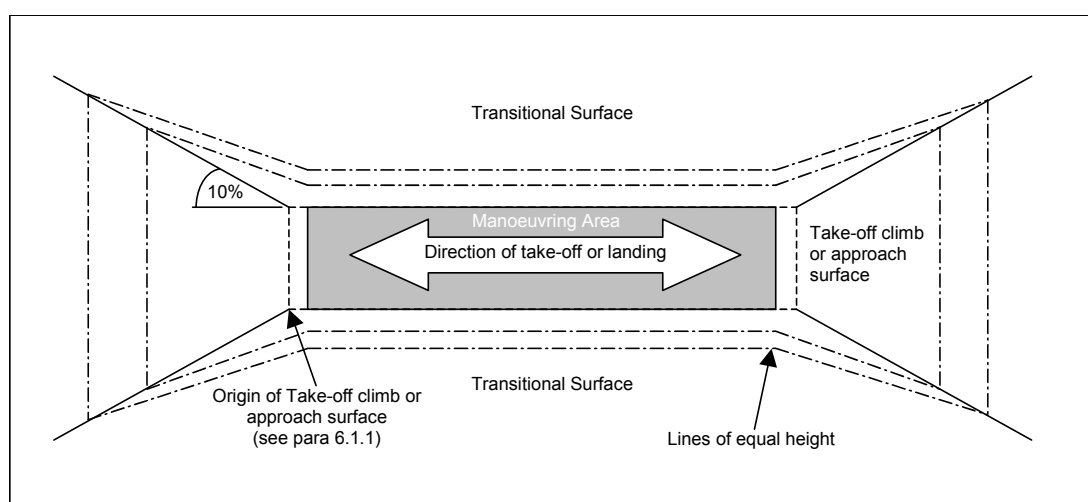 Transitional Surface
10%
Manoeuvring Area
Direction of take-off or landing
Take-off climb
or approach
surface
Origin of Take-off climb or
approach surface
(see para 6.1.1)
Transitional Surface
Lines of equal height